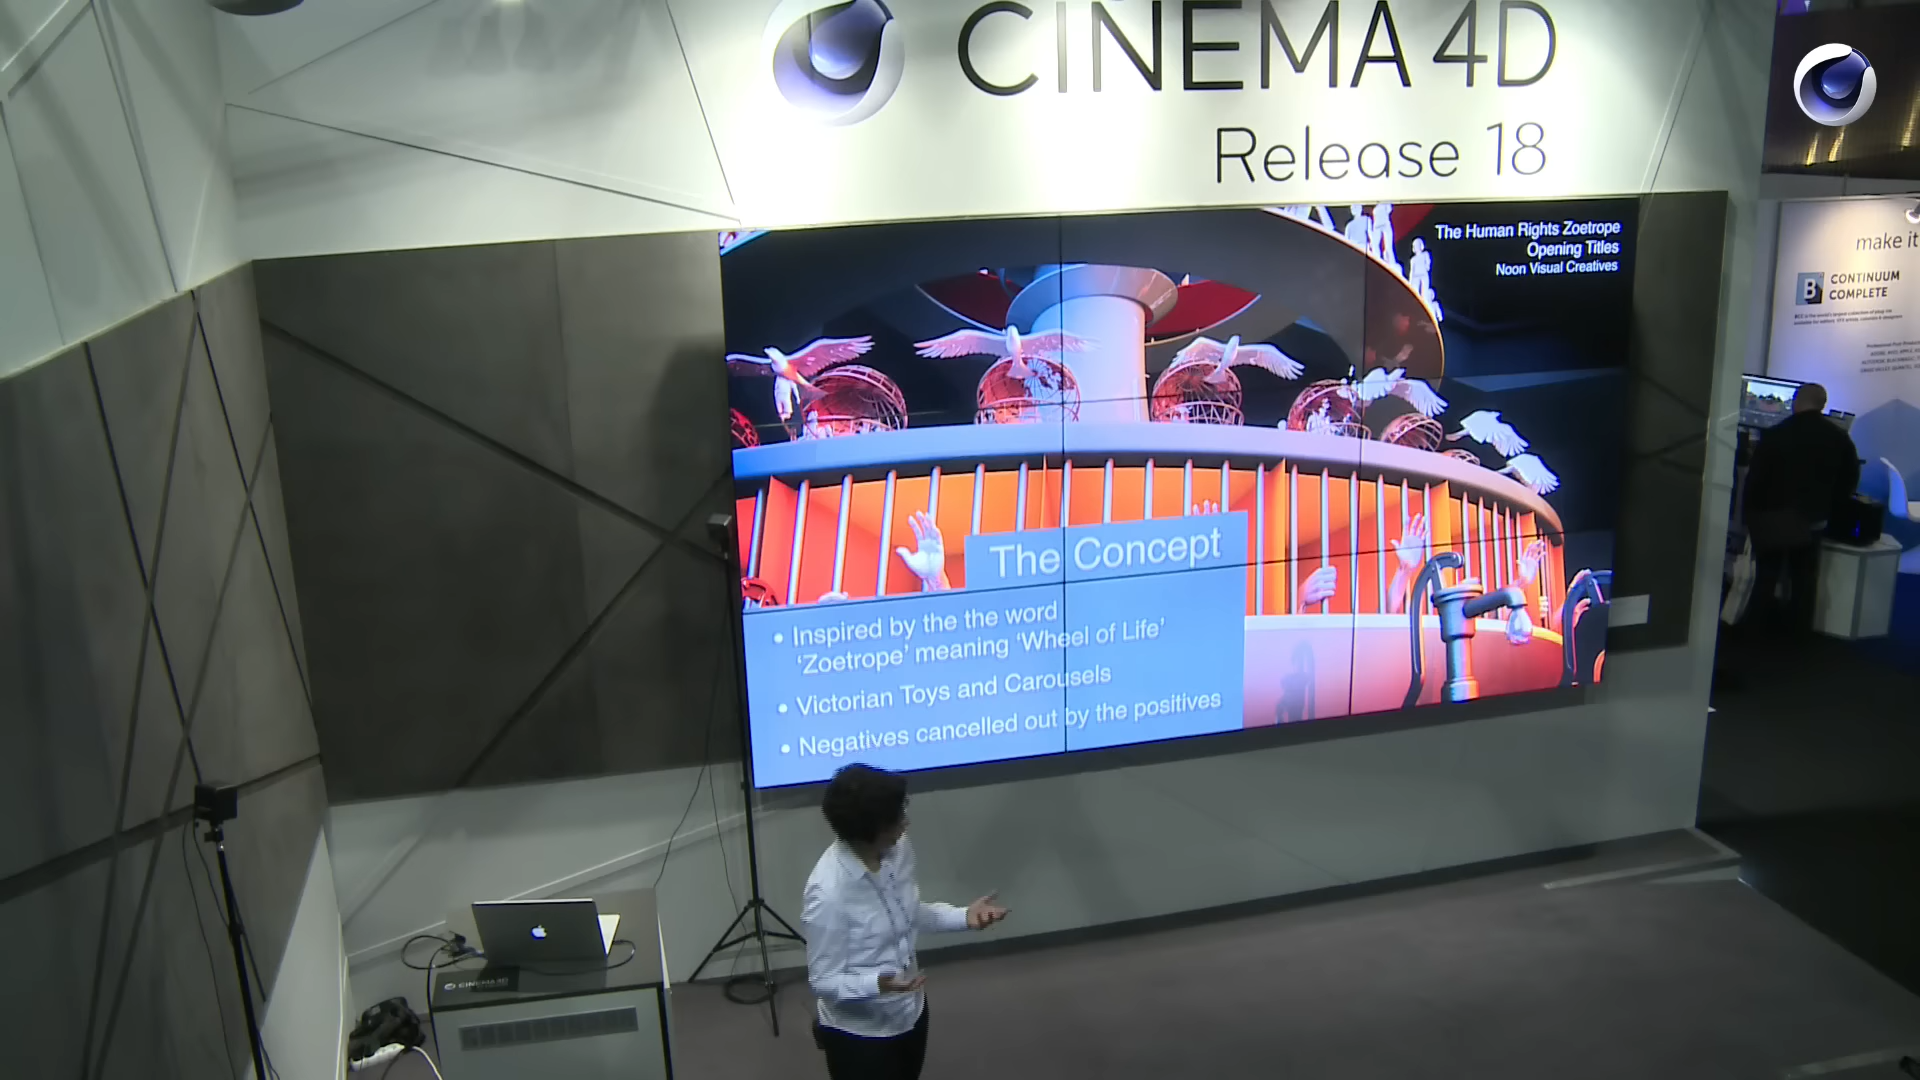 CINEMA 4D
Release 18
The Human Rights Zoetrope
Opening Titles
Noon Visual Creatives
The Concept
• Inspired by the the word
'Zoetrope' meaning 'Wheel of Life'
• Victorian Toys and Carousels
• Negatives cancelled out by the positives
make it
B CONTINUUM
COMPLETE
CINEMA 4D